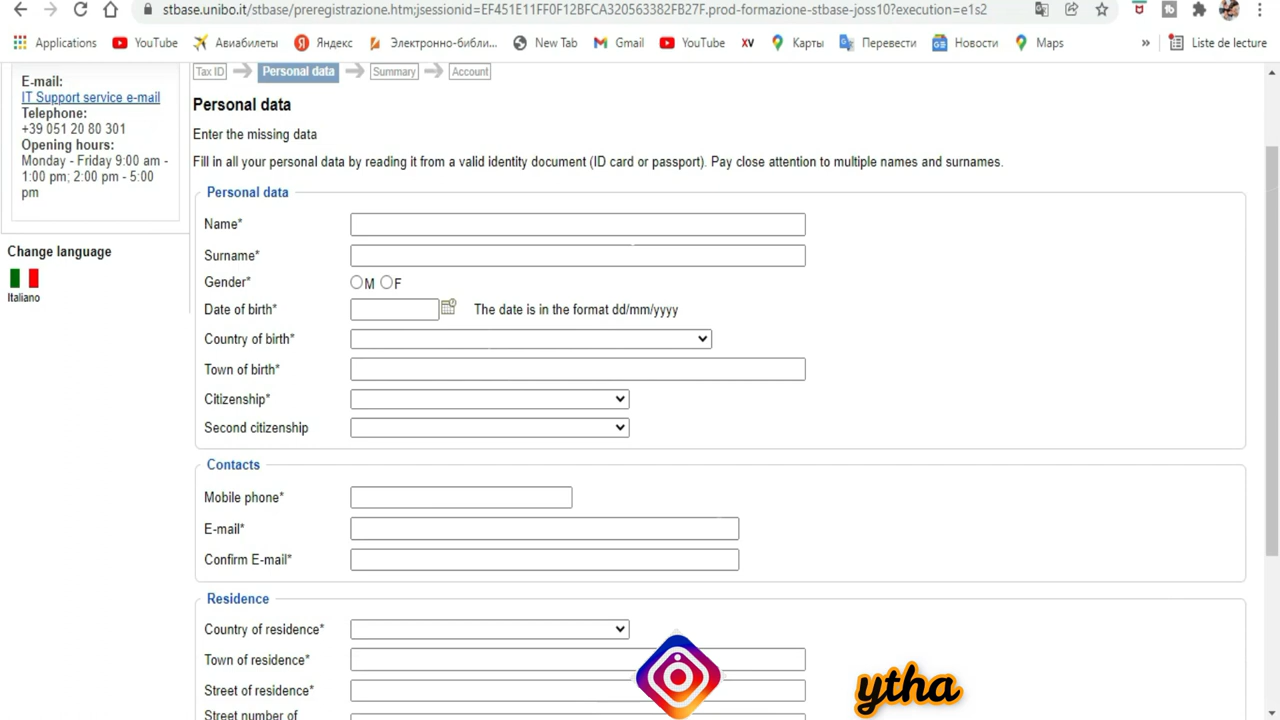 stbase.unibo.it/stbase/preregistrazione.htm;jsessionid=EF451E11FF0F12BFCA320563382FB27F.prod-formazione-stbase-joss10?execution=e1s2
Applications YouTube Авиабилеты Яндекс Электронно-библи... New Tab Gmail YouTube XV Карты Перевести Новости Maps » Liste de lecture
E-mail:
IT Support service e-mail
Telephone:
+39 051 20 80 301
Opening hours:
Monday - Friday 9:00 am -
1:00 pm; 2:00 pm - 5:00
pm
Change language
Italiano
Tax ID Personal data Summary Account
Personal data
Enter the missing data
Fill in all your personal data by reading it from a valid identity document (ID card or passport). Pay close attention to multiple names and surnames.
Personal data
Name*
Surname*
Gender* M F
Date of birth* The date is in the format dd/mm/yyyy
Country of birth*
Town of birth*
Citizenship*
Second citizenship
Contacts
Mobile phone*
E-mail*
Confirm E-mail*
Residence
Country of residence*
Town of residence*
Street of residence*
Street number of
ytha